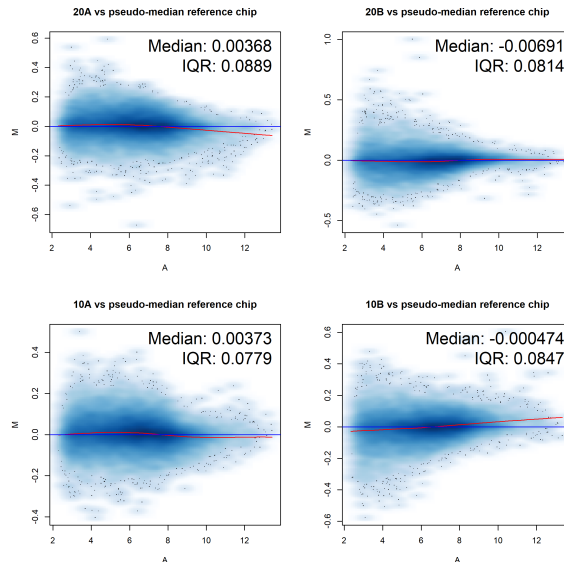 20A vs pseudo-median reference chip
Median: 0.00368
IQR: 0.0889
M
0.6
0.4
0.2
0.0
-0.2
-0.4
-0.6
2 4 6 8 10 12
A
20B vs pseudo-median reference chip
Median: -0.00691
IQR: 0.0814
M
1.0
0.5
0.0
-0.5
2 4 6 8 10 12
A
10A vs pseudo-median reference chip
Median: 0.00373
IQR: 0.0779
M
0.4
0.2
0.0
-0.2
-0.4
2 4 6 8 10 12
A
10B vs pseudo-median reference chip
Median: -0.000474
IQR: 0.0847
M
0.6
0.4
0.2
0.0
-0.2
-0.4
-0.6
2 4 6 8 10 12
A